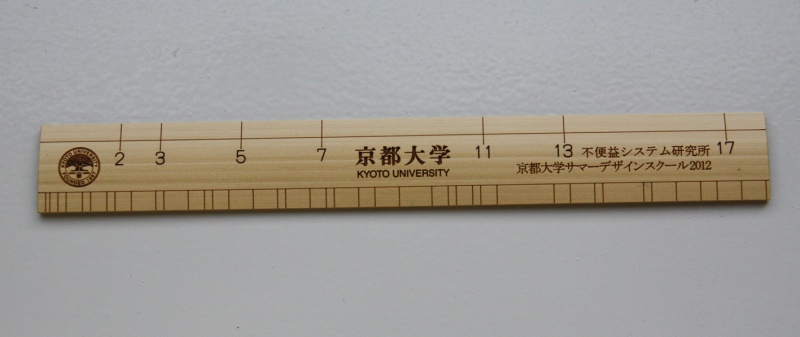 KYOTO UNIVERSITY
2 3 5 7 11 13 17
京都大学
KYOTO UNIVERSITY
不便益システム研究所
京都大学サマーデザインスクール2012